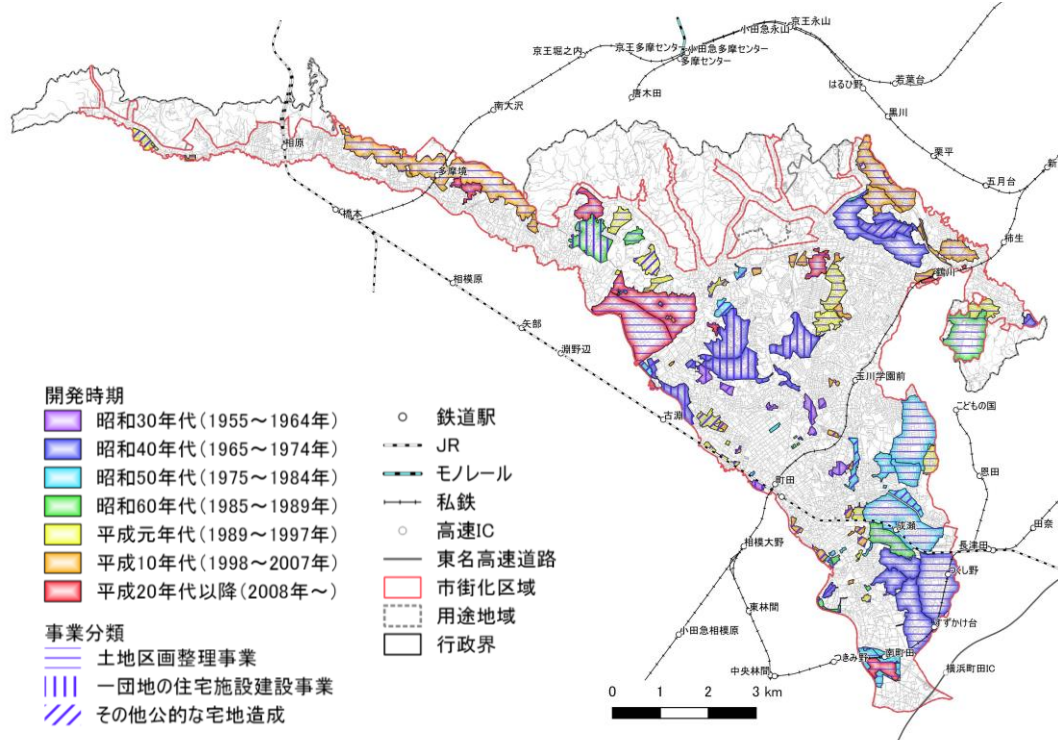 京王永山
小田急永山
京王多摩センター
小田急多摩センター
多摩センター
京王堀之内
若葉台
はるひ野
唐木田
南大沢
黒川
相原
栗平
多摩境
五月台
新
橋本
柿生
鶴川
相模原
矢部
淵野辺
玉川学園前
こどもの国
古淵
恩田
町田
成瀬
田奈
相模大野
長津田
くし野
東林間
すずかけ台
小田急相模原
つきみ野
南町田
中央林間
横浜町田IC
開発時期
昭和30年代(1955~1964年)
昭和40年代(1965~1974年)
昭和50年代(1975~1984年)
昭和60年代(1985~1989年)
平成元年代(1989~1997年)
平成10年代(1998~2007年)
平成20年代以降(2008年~)
事業分類
土地区画整理事業
一団地の住宅施設建設事業
その他公的な宅地造成
鉄道駅
JR
モノレール
私鉄
高速IC
東名高速道路
市街化区域
用途地域
行政界
0 1 2 3 km